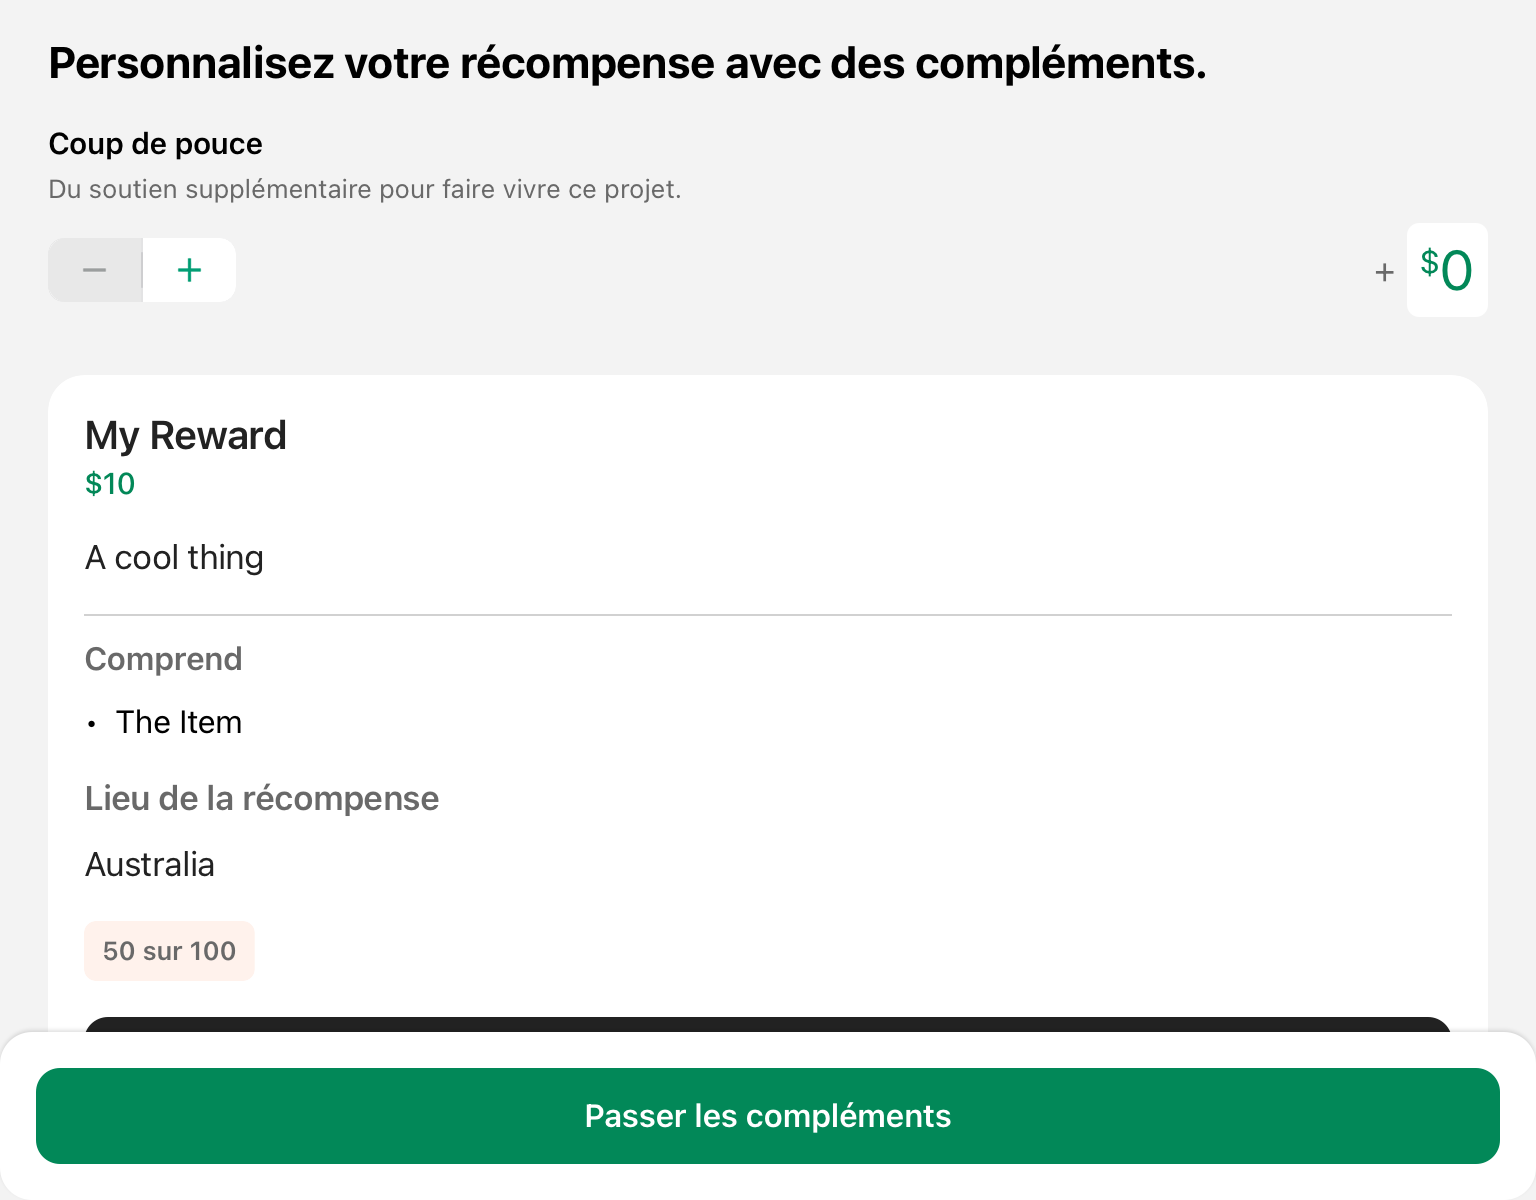 Personnalisez votre récompense avec des compléments.
Coup de pouce
Du soutien supplémentaire pour faire vivre ce projet.
− + + $0
My Reward
$10
A cool thing
Comprend
• The Item
Lieu de la récompense
Australia
50 sur 100
Passer les compléments